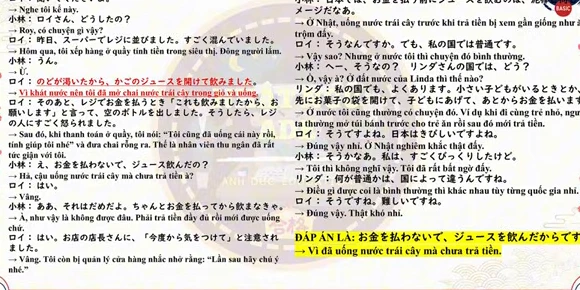 → Nghe tôi kể này.
小林：ロイさん、どうしたの？
→ Roy, có chuyện gì vậy?
ロイ：昨日、スーパーでレジに並びました。すごく混んでいました。
→ Hôm qua, tôi xếp hàng ở quầy tính tiền trong siêu thị. Đông người lắm.
小林：うん。
→ Ừ.
ロイ：のどが渇いたから、かごのジュースを開けて飲みました。
→ Vì khát nước nên tôi đã mở chai nước trái cây trong giỏ và uống.
ロイ：そのあと、レジでお金を払うとき「これも飲みましたから、お
願いします」と言って、空のボトルを出しました。そうしたら、レジ
の人にすごく怒られました。
→ Sau đó, khi thanh toán ở quầy, tôi nói: “Tôi cũng đã uống cái này rồi,
tính giúp tôi nhé” và đưa chai rỗng ra. Thế là nhân viên thu ngân đã rất
tức giận với tôi.
小林：え、お金を払わないで、ジュース飲んだの？
→ Hả, cậu uống nước trái cây mà chưa trả tiền à?
ロイ：はい。
→ Vâng.
小林：ああ、それはだめだよ。ちゃんとお金を払ってから飲まなきゃ。
→ À, như vậy là không được đâu. Phải trả tiền đầy đủ rồi mới được uống
chứ.
ロイ：はい。お店の店長さんに、「今度から気をつけて」と注意され
ました。
→ Vâng. Tôi còn bị quản lý cửa hàng nhắc nhở rằng: “Lần sau hãy chú ý
nhé.”
メージだなあ。
→ Ở Nhật, uống nước trái cây trước khi trả tiền bị xem gần giống như ă
trộm đấy.
ロイ：そうなんですか。でも、私の国では普通です。
→ Vậy sao? Nhưng ở nước tôi thì chuyện đó bình thường.
小林：へー、そうなの？　リンダさんの国では、どう？
→ Ồ, vậy à? Ở đất nước của Linda thì thế nào?
リンダ：私の国でも、よくあります。小さい子どもがいるときとか、
先にお菓子の袋を開けて、子どもにあげて、あとからお金を払いま
→ Ở nước tôi cũng thường có chuyện đó. Ví dụ khi đi cùng trẻ nhỏ, ngư
ta thường mở túi bánh trước cho trẻ ăn rồi sau đó mới trả tiền.
ロイ：そうですよね。日本はきびしいですよね。
→ Đúng vậy nhỉ. Ở Nhật nghiêm khắc thật đấy.
小林：そうかなあ。私は、すごくびっくりしたけど。
→ Tôi thì không nghĩ vậy. Tôi đã rất bất ngờ đấy.
リンダ：何が普通かは、国によって違うんですね。
→ Điều gì được coi là bình thường thì khác nhau tùy từng quốc gia nhỉ.
ロイ：そうですね。難しいですね。
→ Đúng vậy. Thật khó nhỉ.
ĐÁP ÁN LÀ: お金を払わないで、ジュースを飲んだからです
→ Vì đã uống nước trái cây mà chưa trả tiền.
BASIC